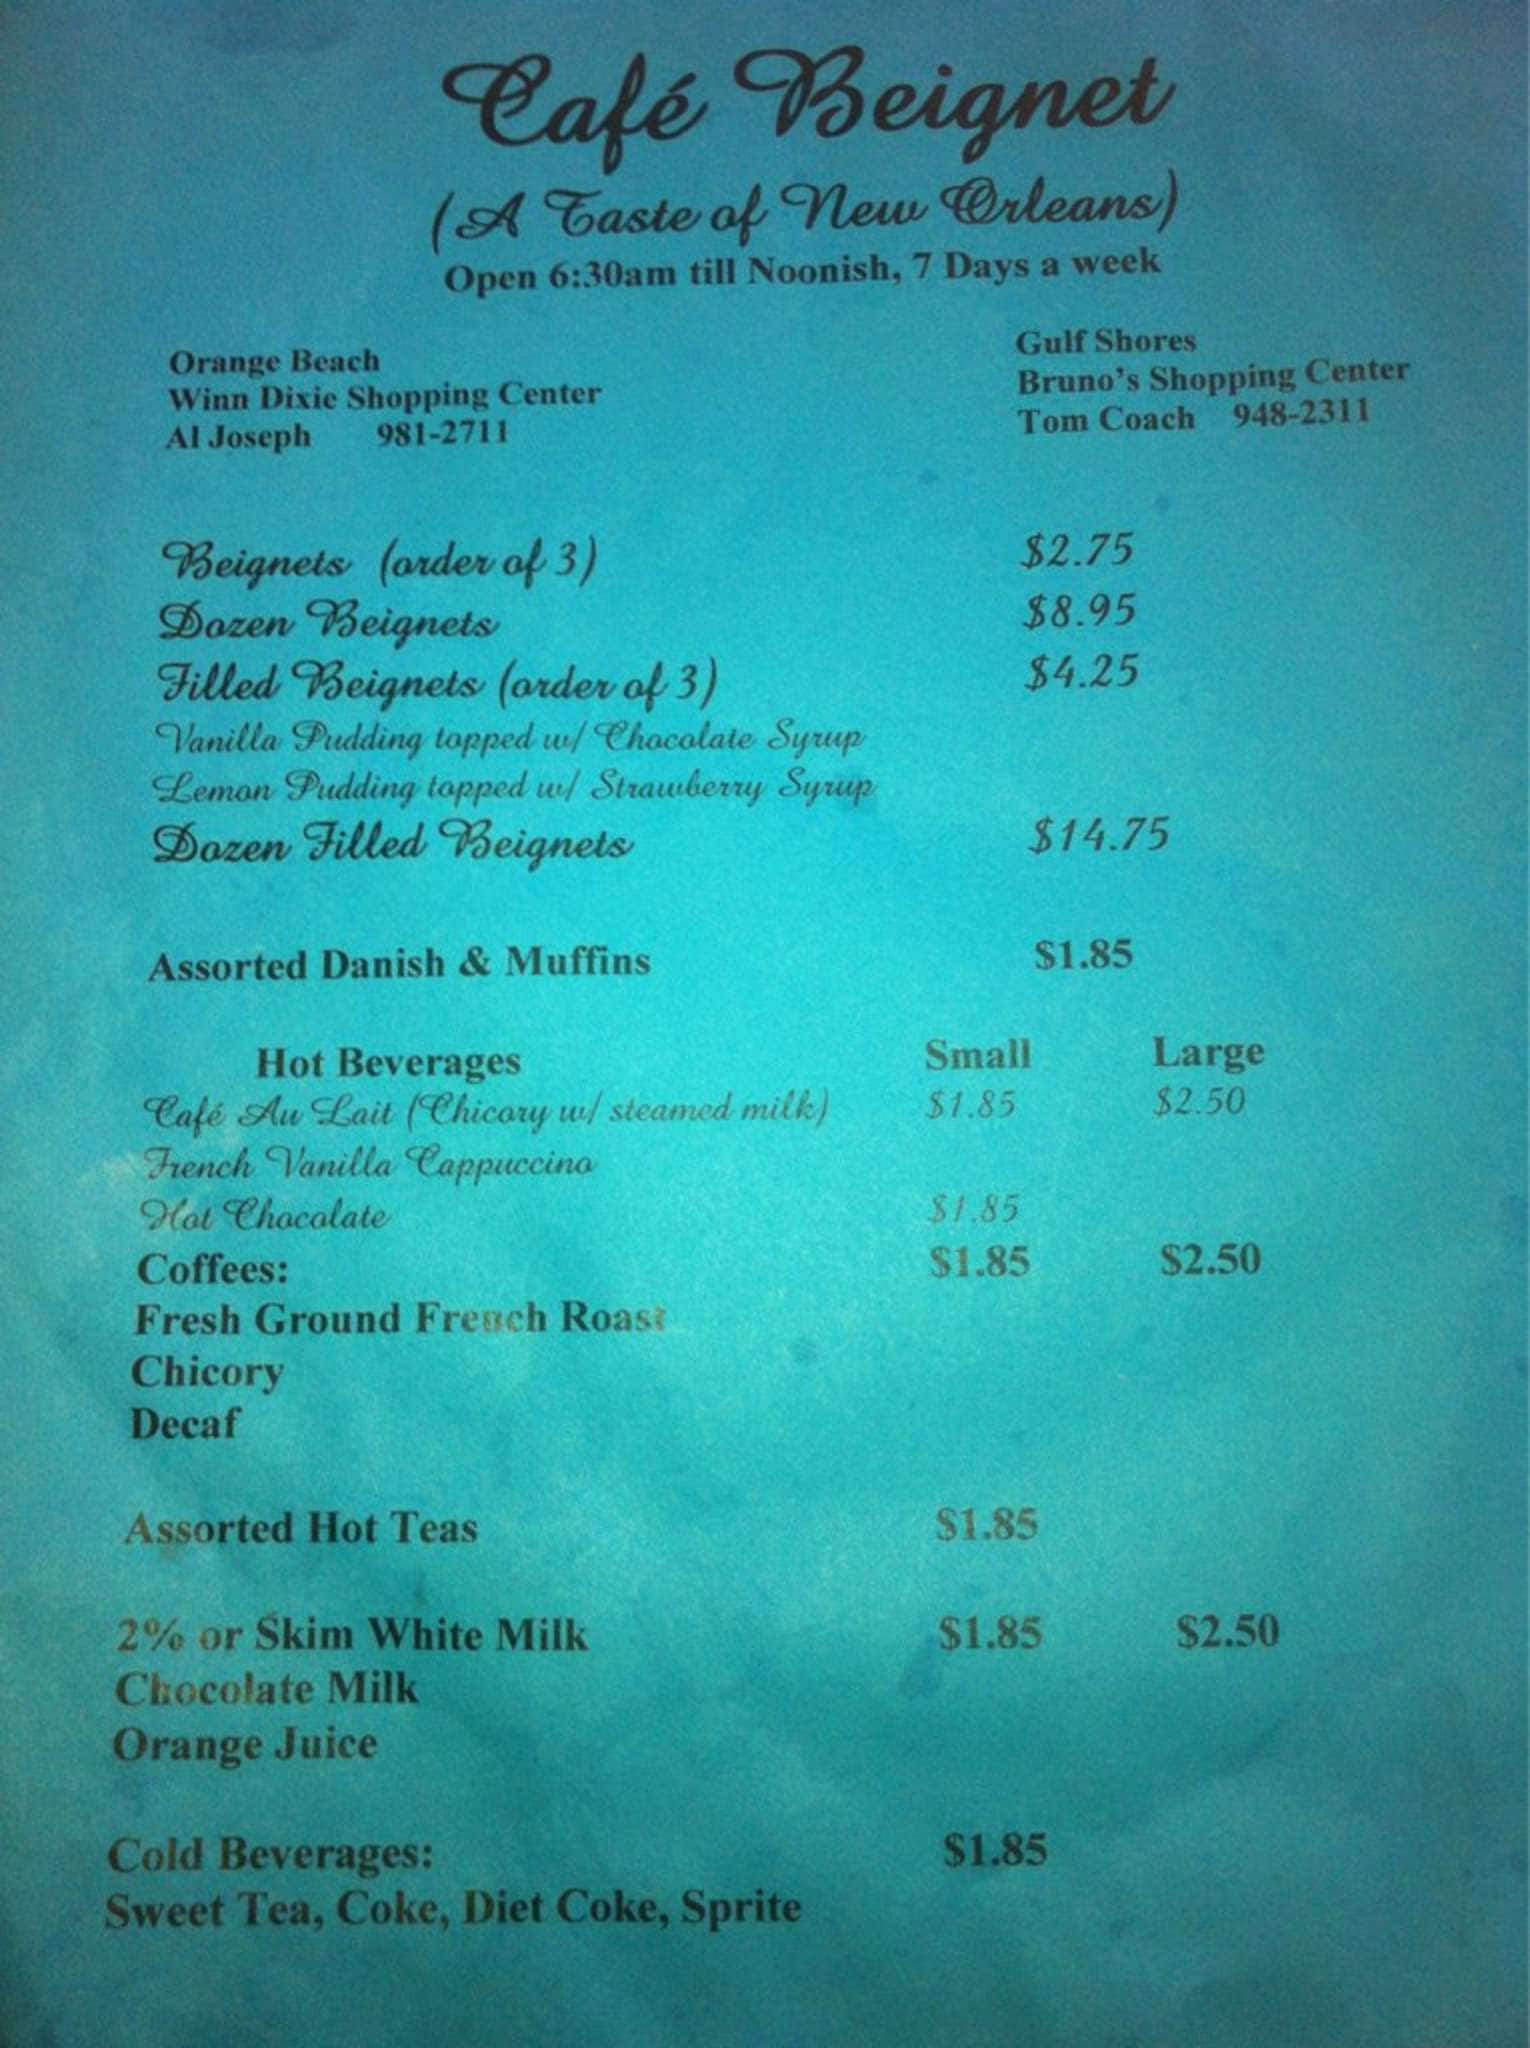 Café Beignet
(A Taste of New Orleans)
Open 6:30am till Noonish, 7 Days a week
Orange Beach
Winn Dixie Shopping Center
Al Joseph 981-2711
Gulf Shores
Bruno's Shopping Center
Tom Coach 948-2311
Beignets (order of 3) $2.75
Dozen Beignets $8.95
Filled Beignets (order of 3) $4.25
Vanilla Pudding topped w/ Chocolate Syrup
Lemon Pudding topped w/ Strawberry Syrup
Dozen Filled Beignets $14.75
Assorted Danish & Muffins $1.85
Hot Beverages Small Large
Café Au Lait (Chicory w/ steamed milk) $1.85 $2.50
French Vanilla Cappuccino
Hot Chocolate $1.85
Coffees: $1.85 $2.50
Fresh Ground French Roast
Chicory
Decaf
Assorted Hot Teas $1.85
2% or Skim White Milk $1.85 $2.50
Chocolate Milk
Orange Juice
Cold Beverages: $1.85
Sweet Tea, Coke, Diet Coke, Sprite